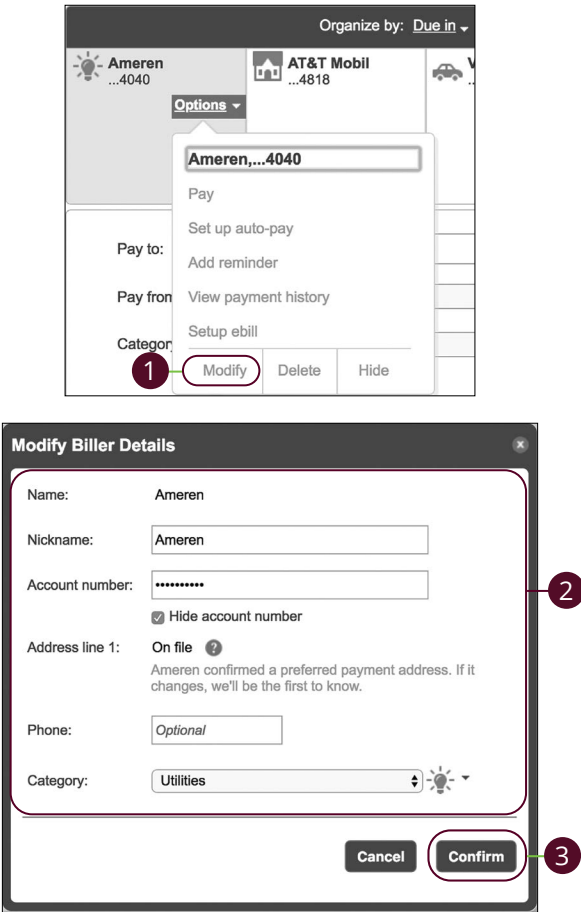 Organize by: Due in
Ameren
...4040
AT&T Mobil
...4818
Options
Ameren,...4040
Pay
Set up auto-pay
Pay to:
Add reminder
Pay from
View payment history
Setup ebill
Category
1
Modify
Delete
Hide
Modify Biller Details
Name: Ameren
Nickname: Ameren
Account number: ••••••••••
2
Hide account number
Address line 1: On file ?
Ameren confirmed a preferred payment address. If it
changes, we'll be the first to know.
Phone: Optional
Category: Utilities
Cancel
Confirm
3